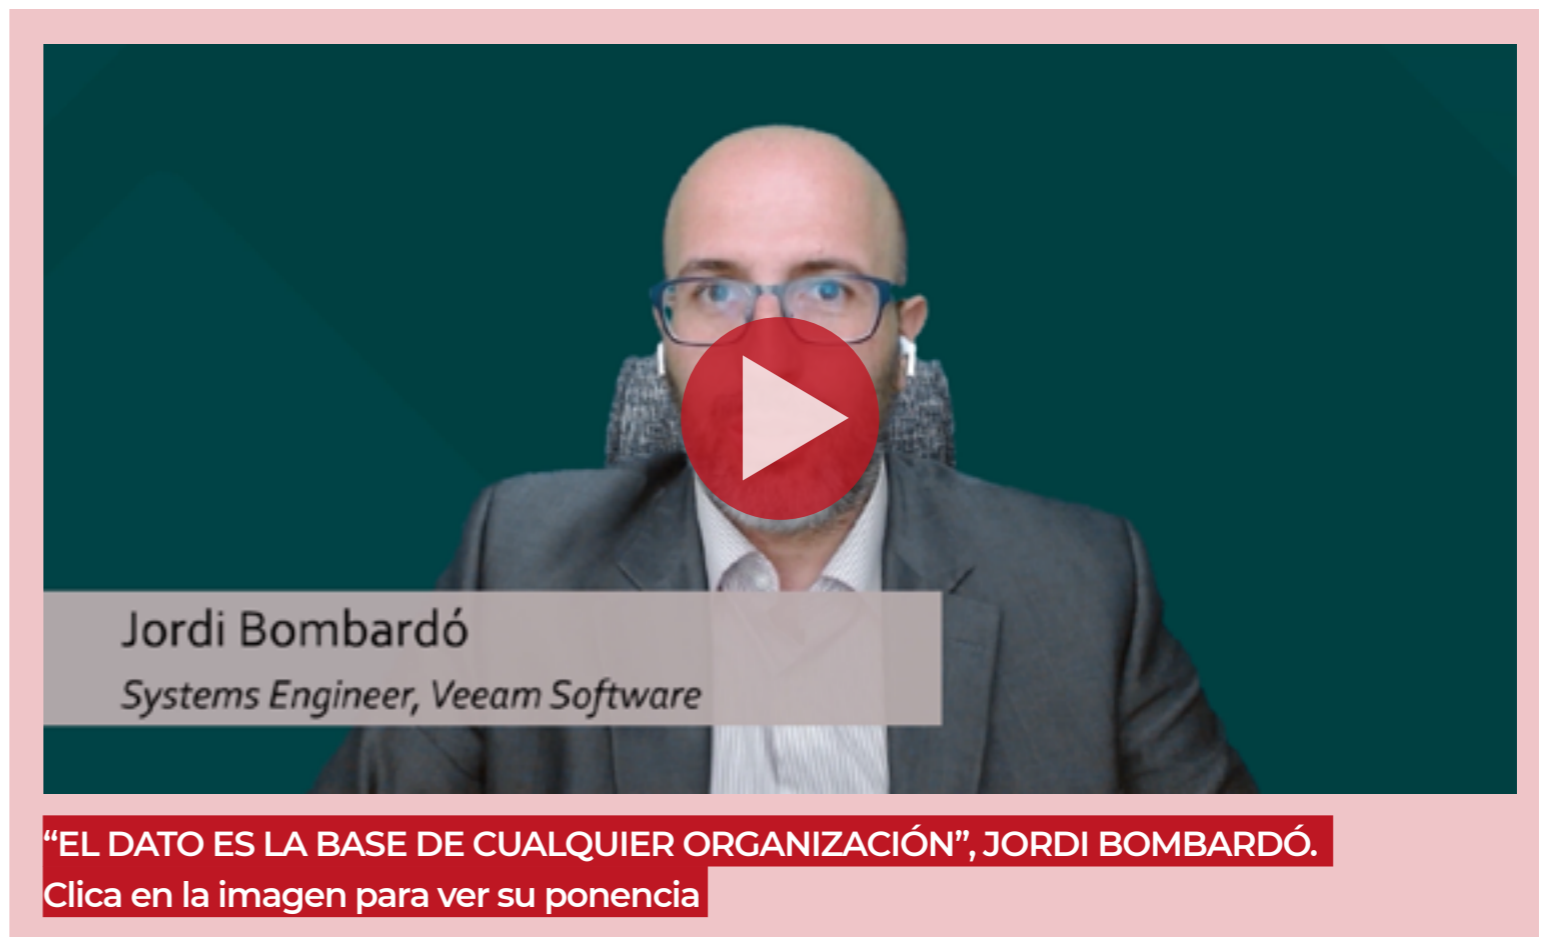 Jordi Bombardó
Systems Engineer, Veeam Software
“EL DATO ES LA BASE DE CUALQUIER ORGANIZACIÓN”, JORDI BOMBARDÓ.
Clica en la imagen para ver su ponencia